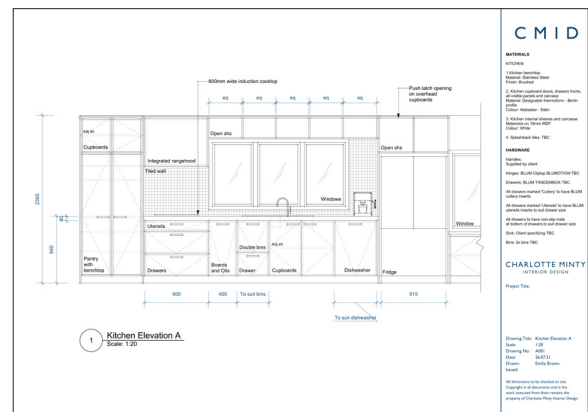 600mm wide induction cooktop
Push latch opening
on overhead
cupboards
eq
eq
eq
eq
eq
Adj sh
Cupboards
Open shs
Open shs
Integrated rangehood
Tiled wall
Windows
Window
2360
940
Utensils
Double bins
Adj sh
Pantry
with
benchtop
Drawers
Boards
and Oils
Drawer
Cupboards
Dishwasher
Fridge
900
400
To suit bins
915
To suit dishwasher
1
Kitchen Elevation A
Scale: 1:20
CMID
MATERIALS
KITCHEN
1. Kitchen benchtop
Material: Stainless Steel
Finish: Brushed
2. Kitchen cupboard doors, drawers fronts,
all visible panels and carcase:
Material: Designatek thermoform - Berlin
profile
Colour: Alabaster - Satin
3. Kitchen internal shelves and carcase
Melamine on 18mm MDF
Colour: White
4. Splashback tiles: TBC
HARDWARE
Handles:
Supplied by client
Hinges: BLUM Cliptop BLUMOTION TBC
Drawers: BLUM TANDEMBOX TBC
All drawers marked 'Cutlery' to have BLUM
cutlery inserts
All drawers marked 'Utensils' to have BLUM
utensils inserts to suit drawer size
All drawers to have non-slip mats
at bottom of drawers to suit drawer size
Sink: Client specifying TBC
Bins: 2x bins TBC
CHARLOTTE MINTY
INTERIOR DESIGN
Project Title:
Drawing Title: Kitchen Elevation A
Scale: 1:20
Drawing No: A001
Date: 26.07.21
Drawn: Emily Brown
Issued:
All dimensions to be checked on site
Copyright in all documents and in the
work executed from them remains the
property of Charlotte Minty Interior Design.